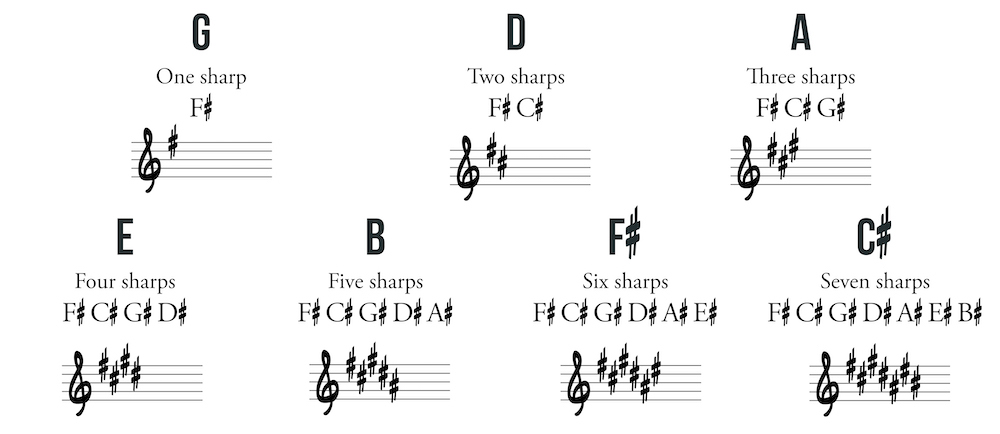 G
One sharp
F♯
D
Two sharps
F♯ C♯
A
Three sharps
F♯ C♯ G♯
E
Four sharps
F♯ C♯ G♯ D♯
B
Five sharps
F♯ C♯ G♯ D♯ A♯
F♯
Six sharps
F♯ C♯ G♯ D♯ A♯ E♯
C♯
Seven sharps
F♯ C♯ G♯ D♯ A♯ E♯ B♯